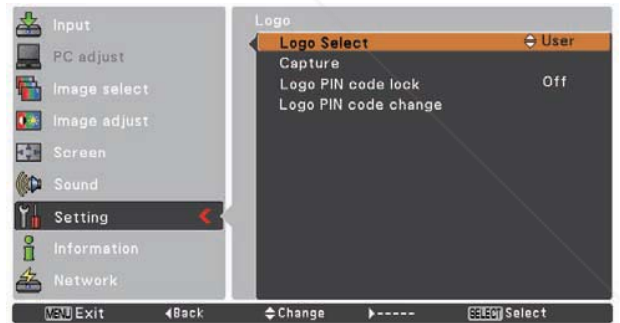 Input
PC adjust
Image select
Image adjust
Screen
Sound
Setting
Information
Network
Logo
Logo Select User
Capture
Logo PIN code lock Off
Logo PIN code change
MENU Exit Back Change ----- SELECT Select